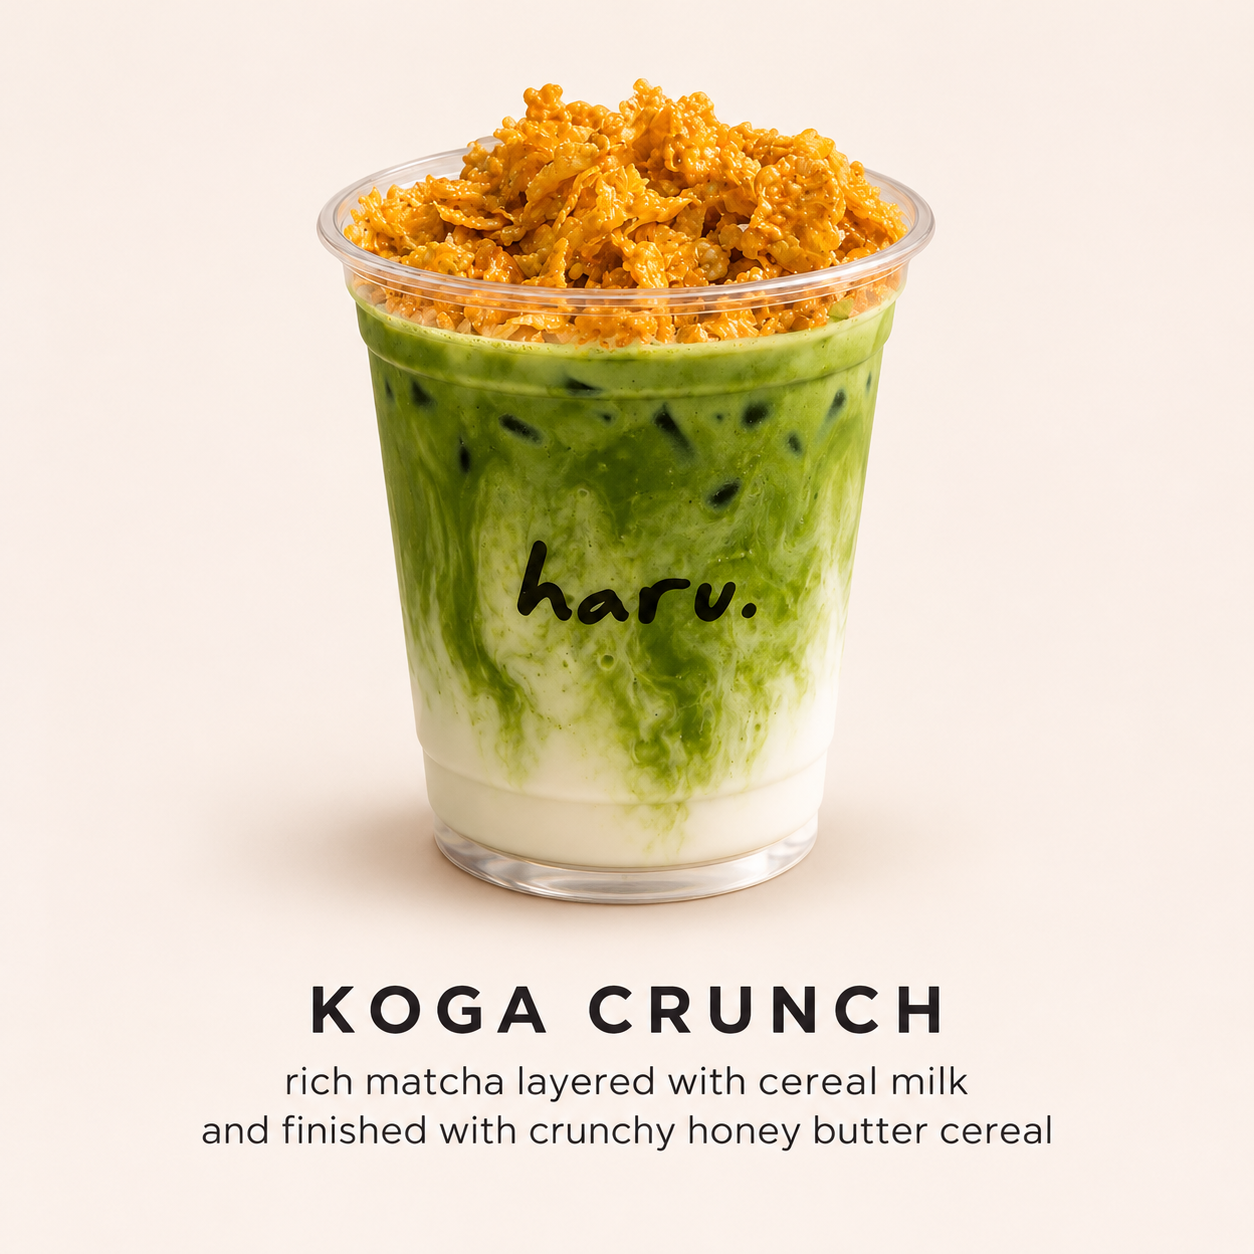 haru.
KOGA CRUNCH
rich matcha layered with cereal milk
and finished with crunchy honey butter cereal